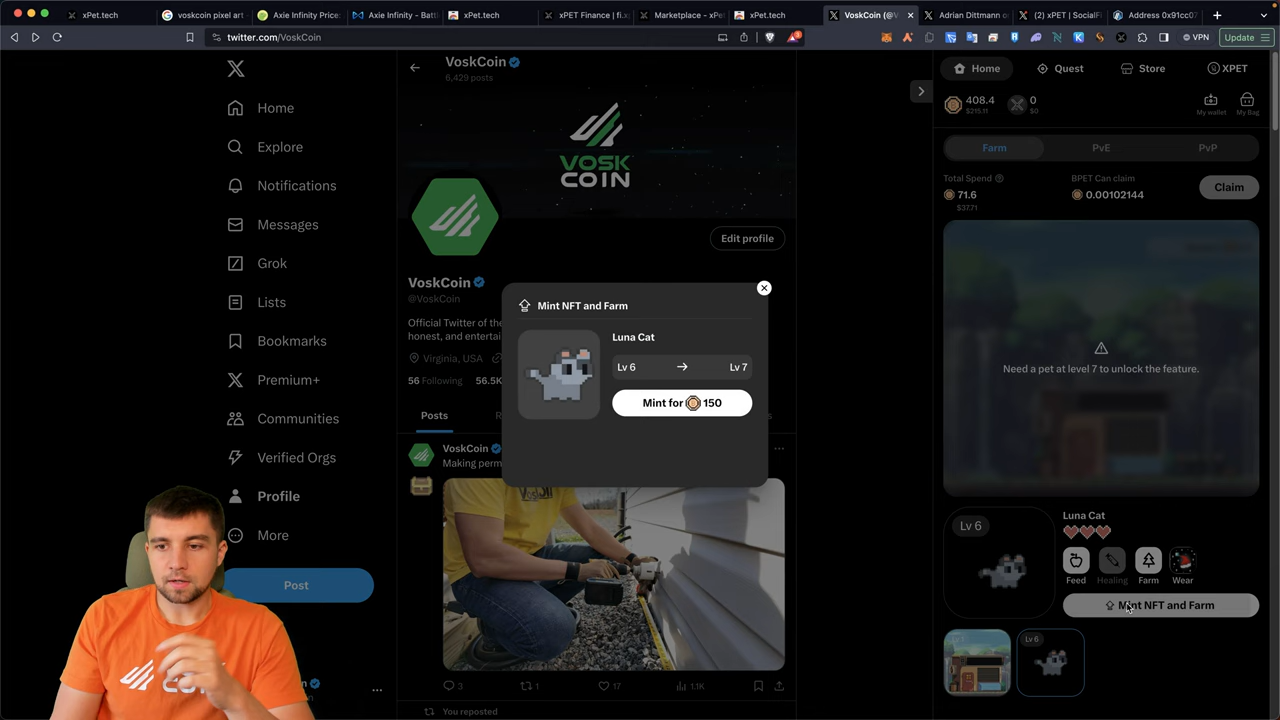 xPet.tech
voskcoin pixel art -
Axie Infinity Price:
Axie Infinity - Batt
xPet.tech
xPET Finance | fi.x
Marketplace - xPe
xPet.tech
VoskCoin (@V
Adrian Dittmann o
(2) xPET | SocialFi
Address 0x91cc07
twitter.com/VoskCoin
VPN
Update
Home
Explore
Notifications
Messages
Grok
Lists
Bookmarks
Premium+
Communities
Verified Orgs
Profile
More
Post
VoskCoin
6,429 posts
VOSK
COIN
Edit profile
VoskCoin
@VoskCoin
Official Twitter of the
honest, and entertai
Virginia, USA
56 Following 56.5K
Posts
VoskCoin
Making perm
3 1 17 1.1K
You reposted
Mint NFT and Farm
Luna Cat
Lv 6 → Lv 7
Mint for 150
Home Quest Store XPET
408.4 0
$215.11 $0
My wallet My Bag
Farm PvE PvP
Total Spend BPET Can claim
71.6 0.00102144 Claim
$37.71
Need a pet at level 7 to unlock the feature.
Lv 6
Luna Cat
Feed Healing Farm Wear
Mint NFT and Farm
Lv 6